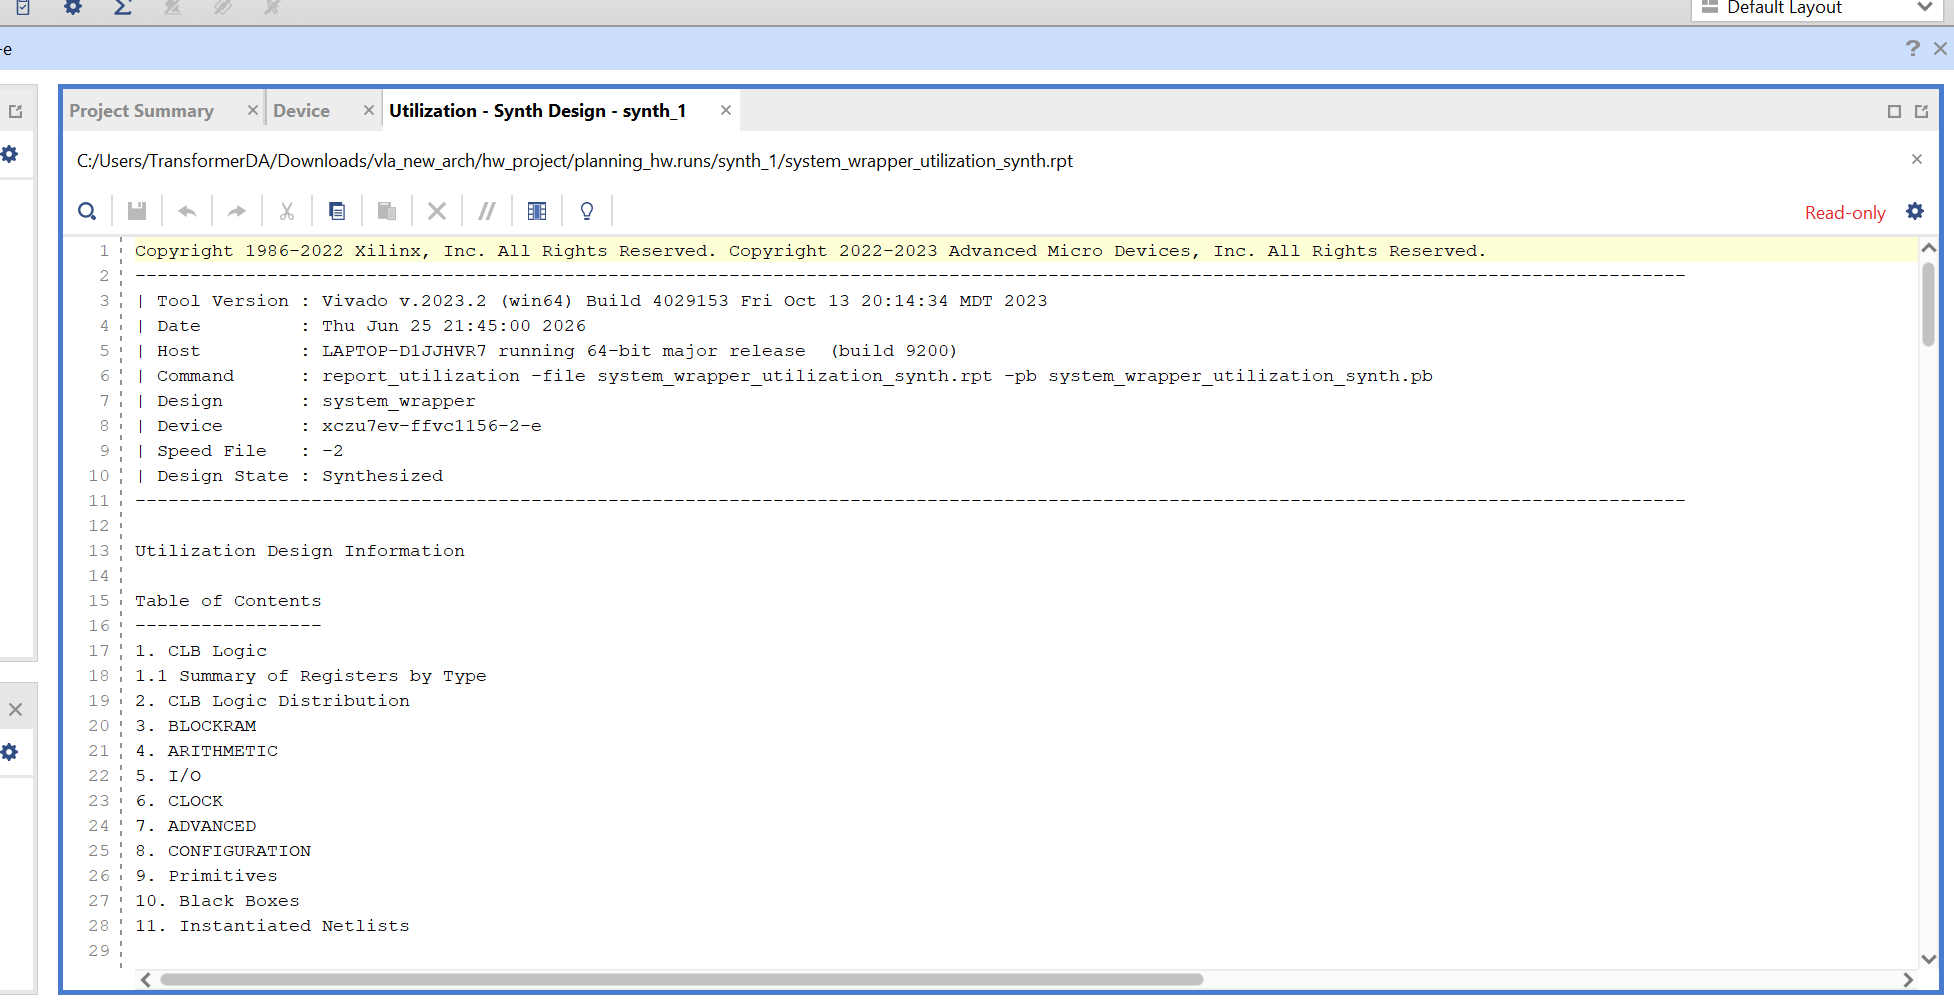 Default Layout
-e
?
Project Summary
Device
Utilization - Synth Design - synth_1
C:/Users/TransformerDA/Downloads/vla_new_arch/hw_project/planning_hw.runs/synth_1/system_wrapper_utilization_synth.rpt
Read-only
1 Copyright 1986-2022 Xilinx, Inc. All Rights Reserved. Copyright 2022-2023 Advanced Micro Devices, Inc. All Rights Reserved.
2 ---------------------------------------------------------------------------------------------------------------------------------------------
3 | Tool Version : Vivado v.2023.2 (win64) Build 4029153 Fri Oct 13 20:14:34 MDT 2023
4 | Date         : Thu Jun 25 21:45:00 2026
5 | Host         : LAPTOP-D1JJHVR7 running 64-bit major release  (build 9200)
6 | Command      : report_utilization -file system_wrapper_utilization_synth.rpt -pb system_wrapper_utilization_synth.pb
7 | Design       : system_wrapper
8 | Device       : xczu7ev-ffvc1156-2-e
9 | Speed File   : -2
10 | Design State : Synthesized
11 ---------------------------------------------------------------------------------------------------------------------------------------------
12
13 Utilization Design Information
14
15 Table of Contents
16 -----------------
17 1. CLB Logic
18 1.1 Summary of Registers by Type
19 2. CLB Logic Distribution
20 3. BLOCKRAM
21 4. ARITHMETIC
22 5. I/O
23 6. CLOCK
24 7. ADVANCED
25 8. CONFIGURATION
26 9. Primitives
27 10. Black Boxes
28 11. Instantiated Netlists
29